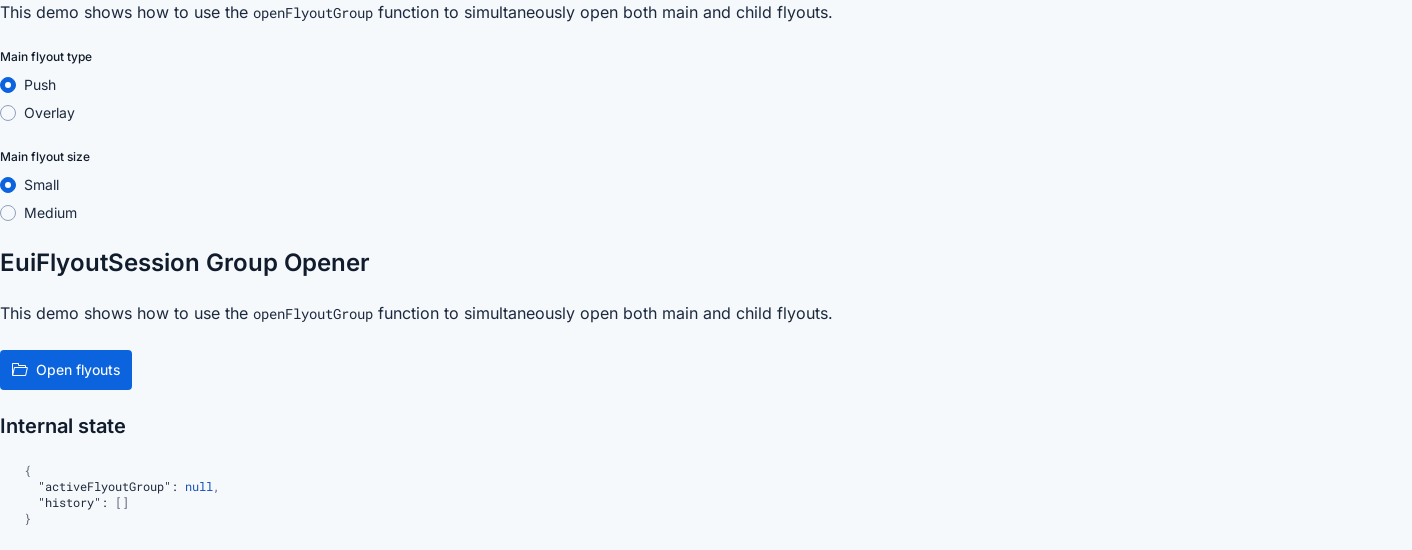 This demo shows how to use the openFlyoutGroup function to simultaneously open both main and child flyouts.
Main flyout type
Push
Overlay
Main flyout size
Small
Medium
EuiFlyoutSession Group Opener
This demo shows how to use the openFlyoutGroup function to simultaneously open both main and child flyouts.
Open flyouts
Internal state
{
  "activeFlyoutGroup": null,
  "history": []
}